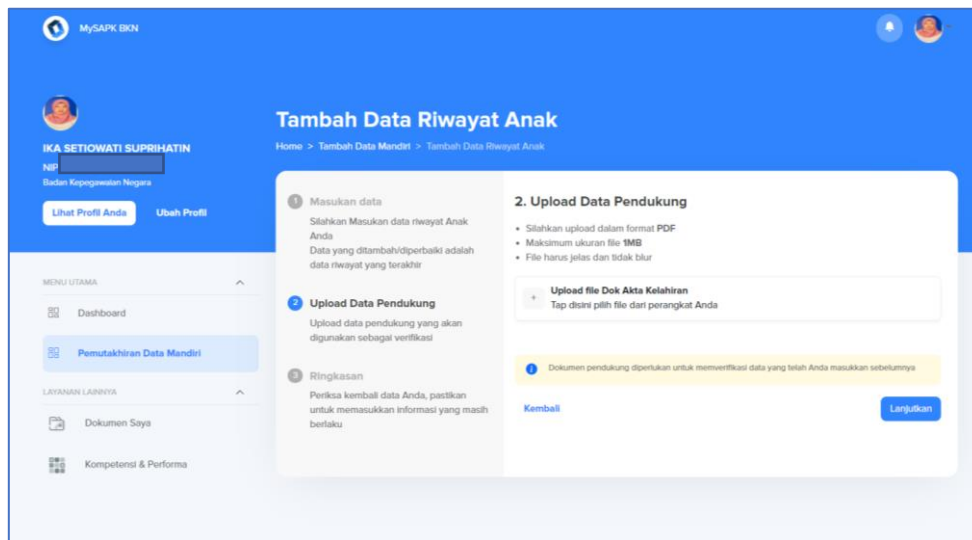 MySAPK BKN
IKA SETIOWATI SUPRIHATIN
NIP
Badan Kepegawaian Negara
Lihat Profil Anda
Ubah Profil
MENU UTAMA
Dashboard
Pemutakhiran Data Mandiri
LAYANAN LAINNYA
Dokumen Saya
Kompetensi & Performa
Tambah Data Riwayat Anak
Home > Tambah Data Mandiri > Tambah Data Riwayat Anak
1 Masukan data
Silahkan Masukan data riwayat Anak
Anda
Data yang ditambah/diperbaiki adalah
data riwayat yang terakhir
2 Upload Data Pendukung
Upload data pendukung yang akan
digunakan sebagai verifikasi
3 Ringkasan
Periksa kembali data Anda, pastikan
untuk memasukkan informasi yang masih
berlaku
2. Upload Data Pendukung
• Silahkan upload dalam format PDF
• Maksimum ukuran file 1MB
• File harus jelas dan tidak blur
+ Upload file Dok Akta Kelahiran
Tap disini pilih file dari perangkat Anda
Dokumen pendukung diperlukan untuk memverifikasi data yang telah Anda masukkan sebelumnya
Kembali
Lanjutkan